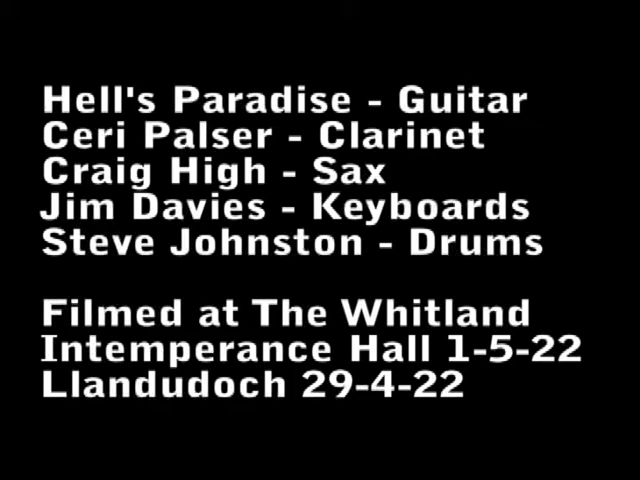 Hell's Paradise - Guitar
Ceri Palser - Clarinet
Craig High - Sax
Jim Davies - Keyboards
Steve Johnston - Drums
Filmed at The Whitland
Intemperance Hall 1-5-22
Llandudoch 29-4-22